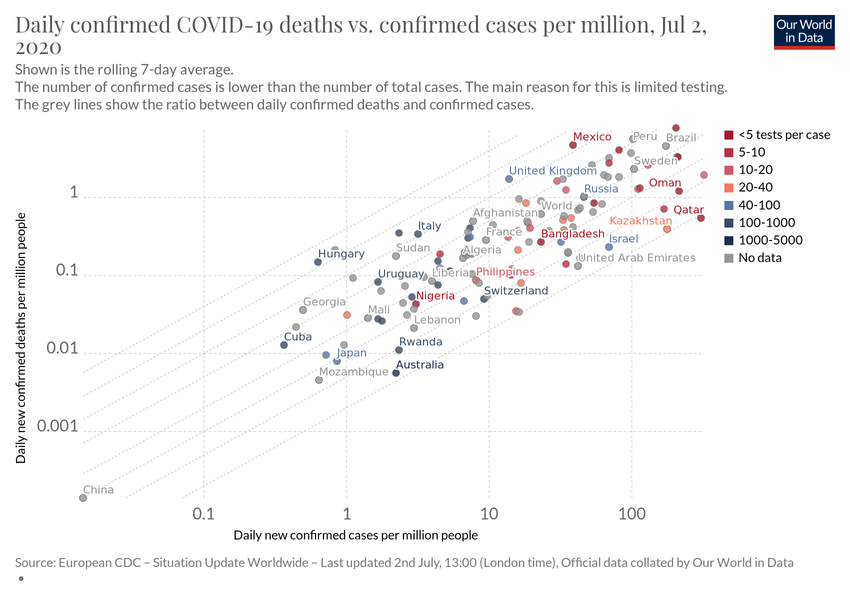 Daily confirmed COVID-19 deaths vs. confirmed cases per million, Jul 2,
2020
Our World
in Data
Shown is the rolling 7-day average.
The number of confirmed cases is lower than the number of total cases. The main reason for this is limited testing.
The grey lines show the ratio between daily confirmed deaths and confirmed cases.
<5 tests per case
5-10
10-20
20-40
40-100
100-1000
1000-5000
No data
Daily new confirmed deaths per million people
1
0.1
0.01
0.001
Mexico
Peru
Brazil
Sweden
United Kingdom
Russia
Oman
World
Qatar
Afghanistan
Kazakhstan
Italy
France
Bangladesh
Israel
Hungary
Sudan
Algeria
United Arab Emirates
Uruguay
Liberia
Philippines
Switzerland
Nigeria
Georgia
Mali
Lebanon
Cuba
Rwanda
Japan
Australia
Mozambique
China
0.1
1
10
100
Daily new confirmed cases per million people
Source: European CDC – Situation Update Worldwide – Last updated 2nd July, 13:00 (London time), Official data collated by Our World in Data